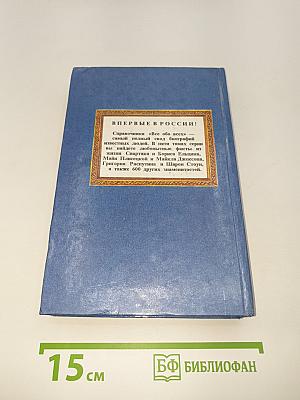 ВПЕРВЫЕ В РОССИИ!
Справочники «Все обо всех» —
самый полный свод биографий
известных людей. В пяти томах серии
вы найдете любопытные факты из
жизни Спартака и Бориса Ельцина,
Майи Плисецкой и Майкла Джексона,
Григория Распутина и Шарон Стоун,
а также 600 других знаменитостей.
15 см
БФ БИБЛИОФАН